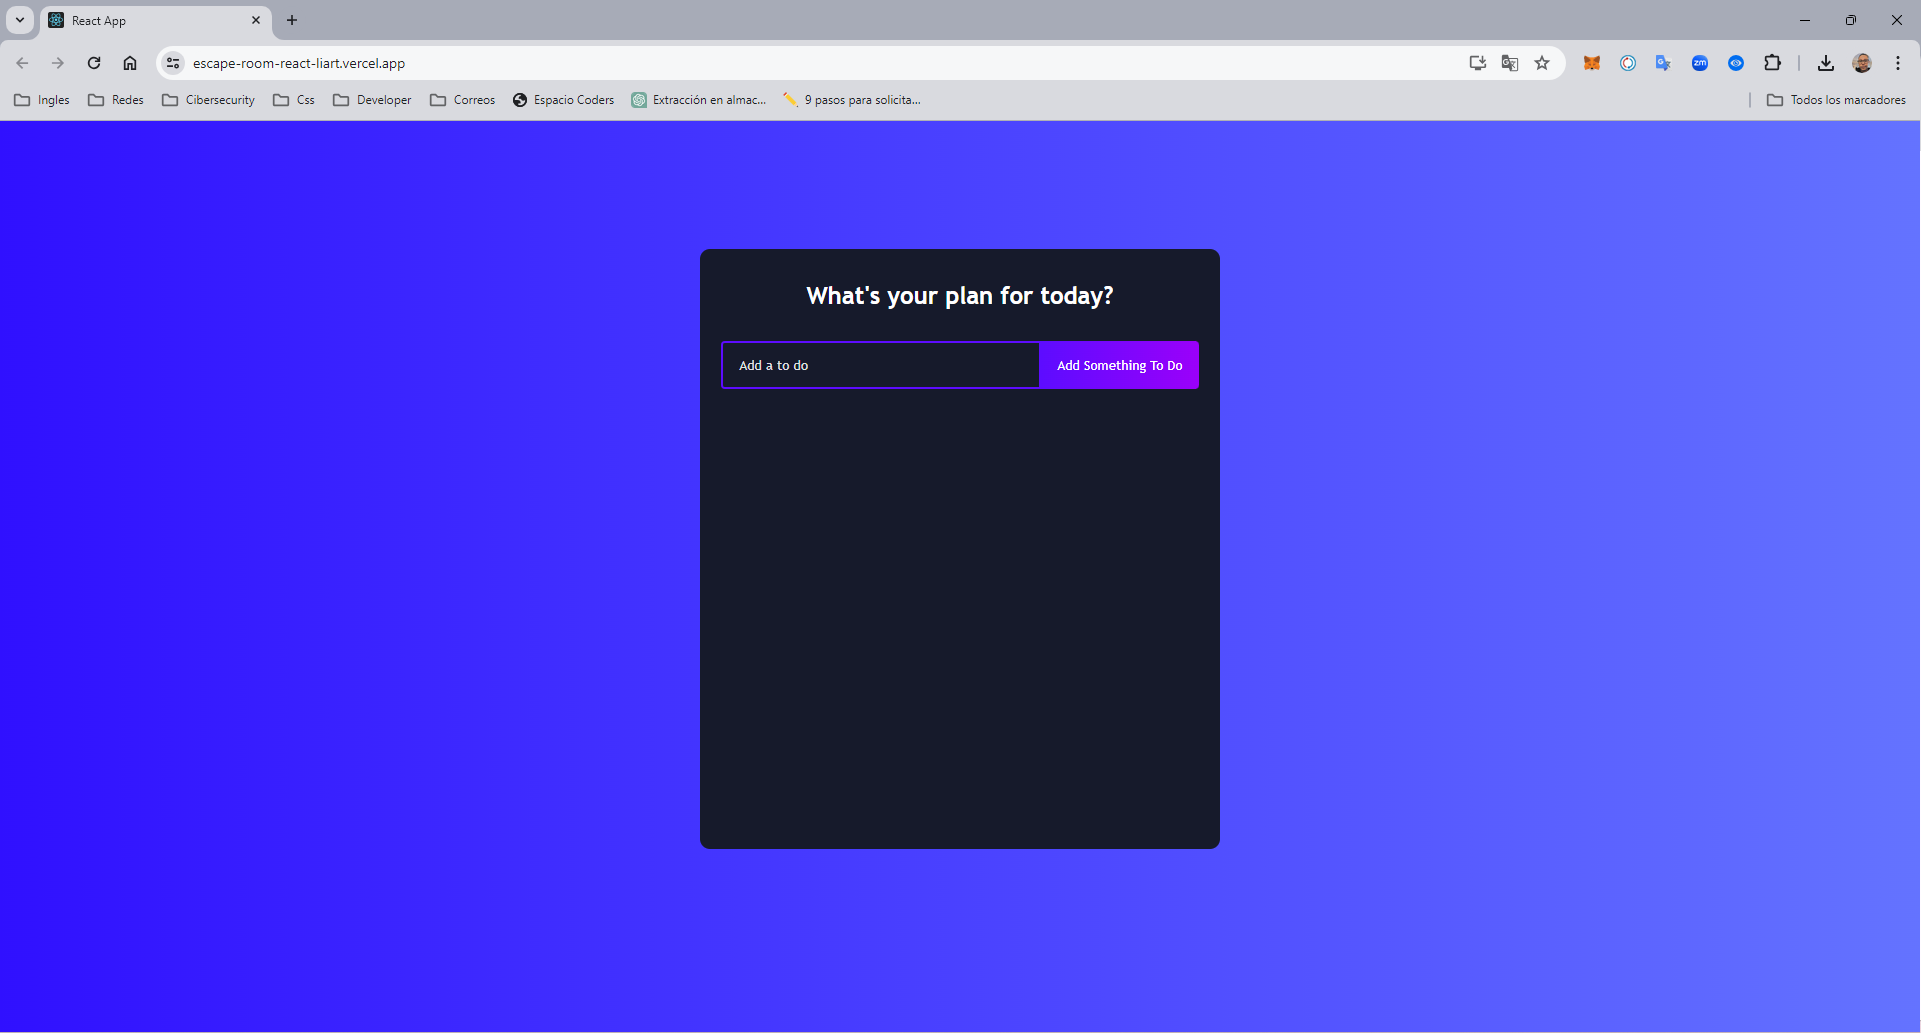 React App
escape-room-react-liart.vercel.app
Ingles Redes Cibersecurity Css Developer Correos Espacio Coders Extracción en almac... 9 pasos para solicita... Todos los marcadores
What's your plan for today?
Add a to do Add Something To Do